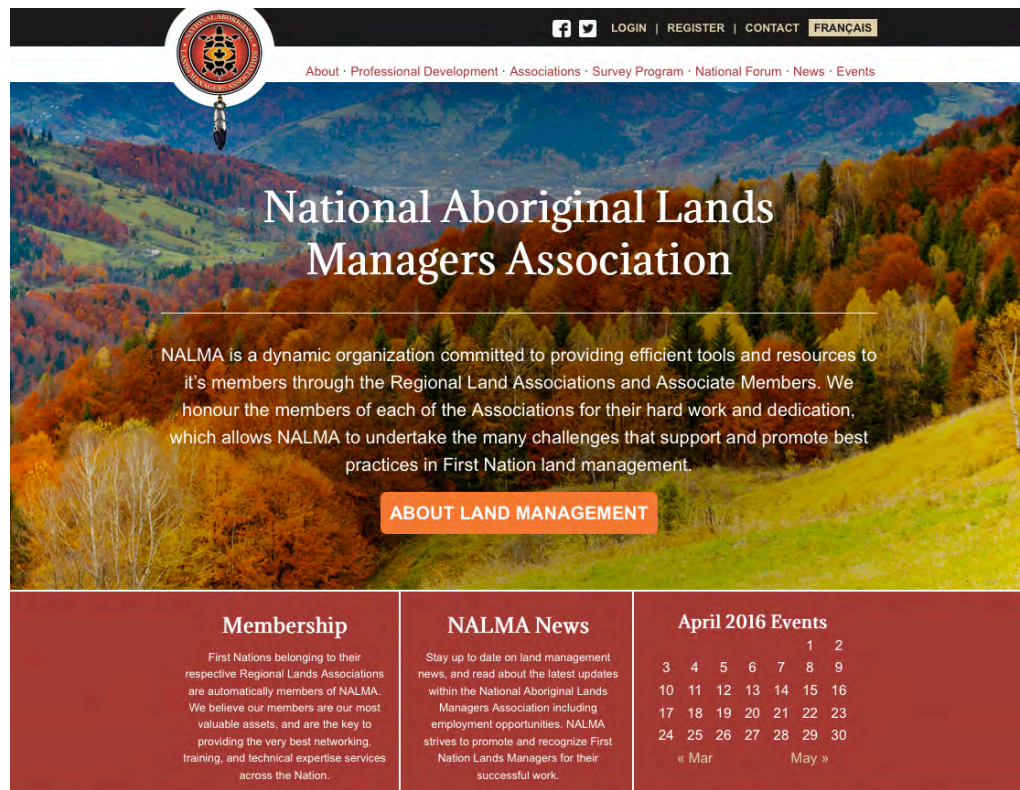 NATIONAL ABORIGINAL
LANDS MANAGERS ASSOCIATION
LOGIN | REGISTER | CONTACT FRANÇAIS
About · Professional Development · Associations · Survey Program · National Forum · News · Events
National Aboriginal Lands
Managers Association
NALMA is a dynamic organization committed to providing efficient tools and resources to
it's members through the Regional Land Associations and Associate Members. We
honour the members of each of the Associations for their hard work and dedication,
which allows NALMA to undertake the many challenges that support and promote best
practices in First Nation land management.
ABOUT LAND MANAGEMENT
Membership
First Nations belonging to their
respective Regional Lands Associations
are automatically members of NALMA.
We believe our members are our most
valuable assets, and are the key to
providing the very best networking,
training, and technical expertise services
across the Nation.
NALMA News
Stay up to date on land management
news, and read about the latest updates
within the National Aboriginal Lands
Managers Association including
employment opportunities. NALMA
strives to promote and recognize First
Nation Lands Managers for their
successful work.
April 2016 Events
1 2
3 4 5 6 7 8 9
10 11 12 13 14 15 16
17 18 19 20 21 22 23
24 25 26 27 28 29 30
« Mar May »